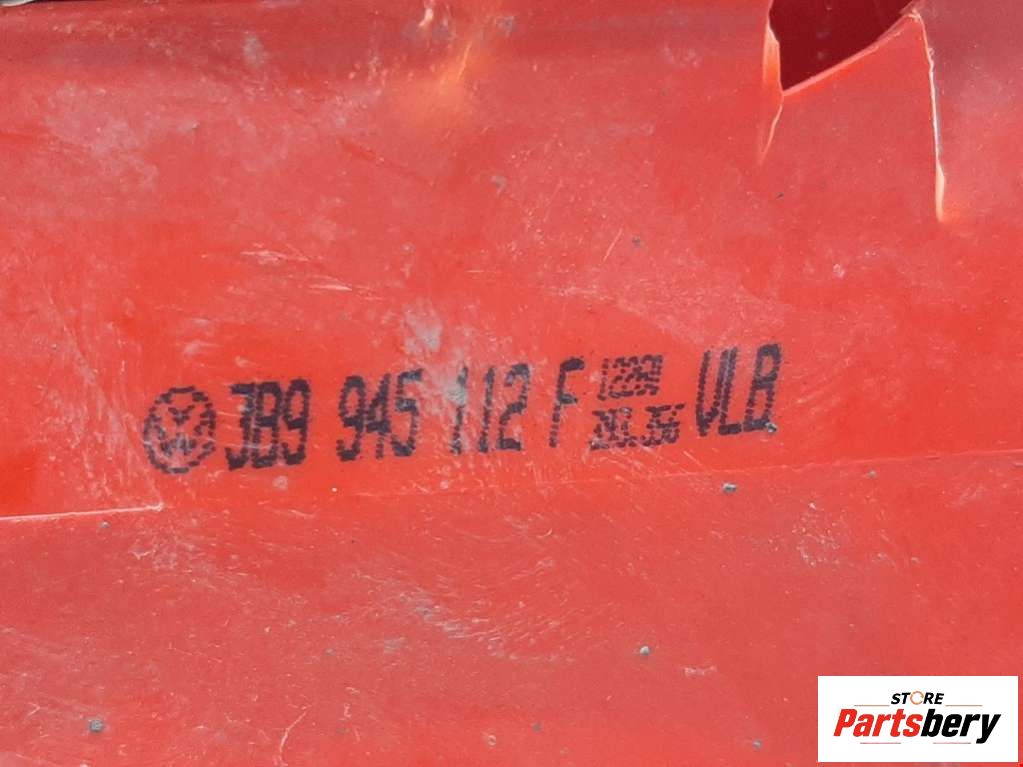 3B9 945 112 F VLB
STORE
Partsbery